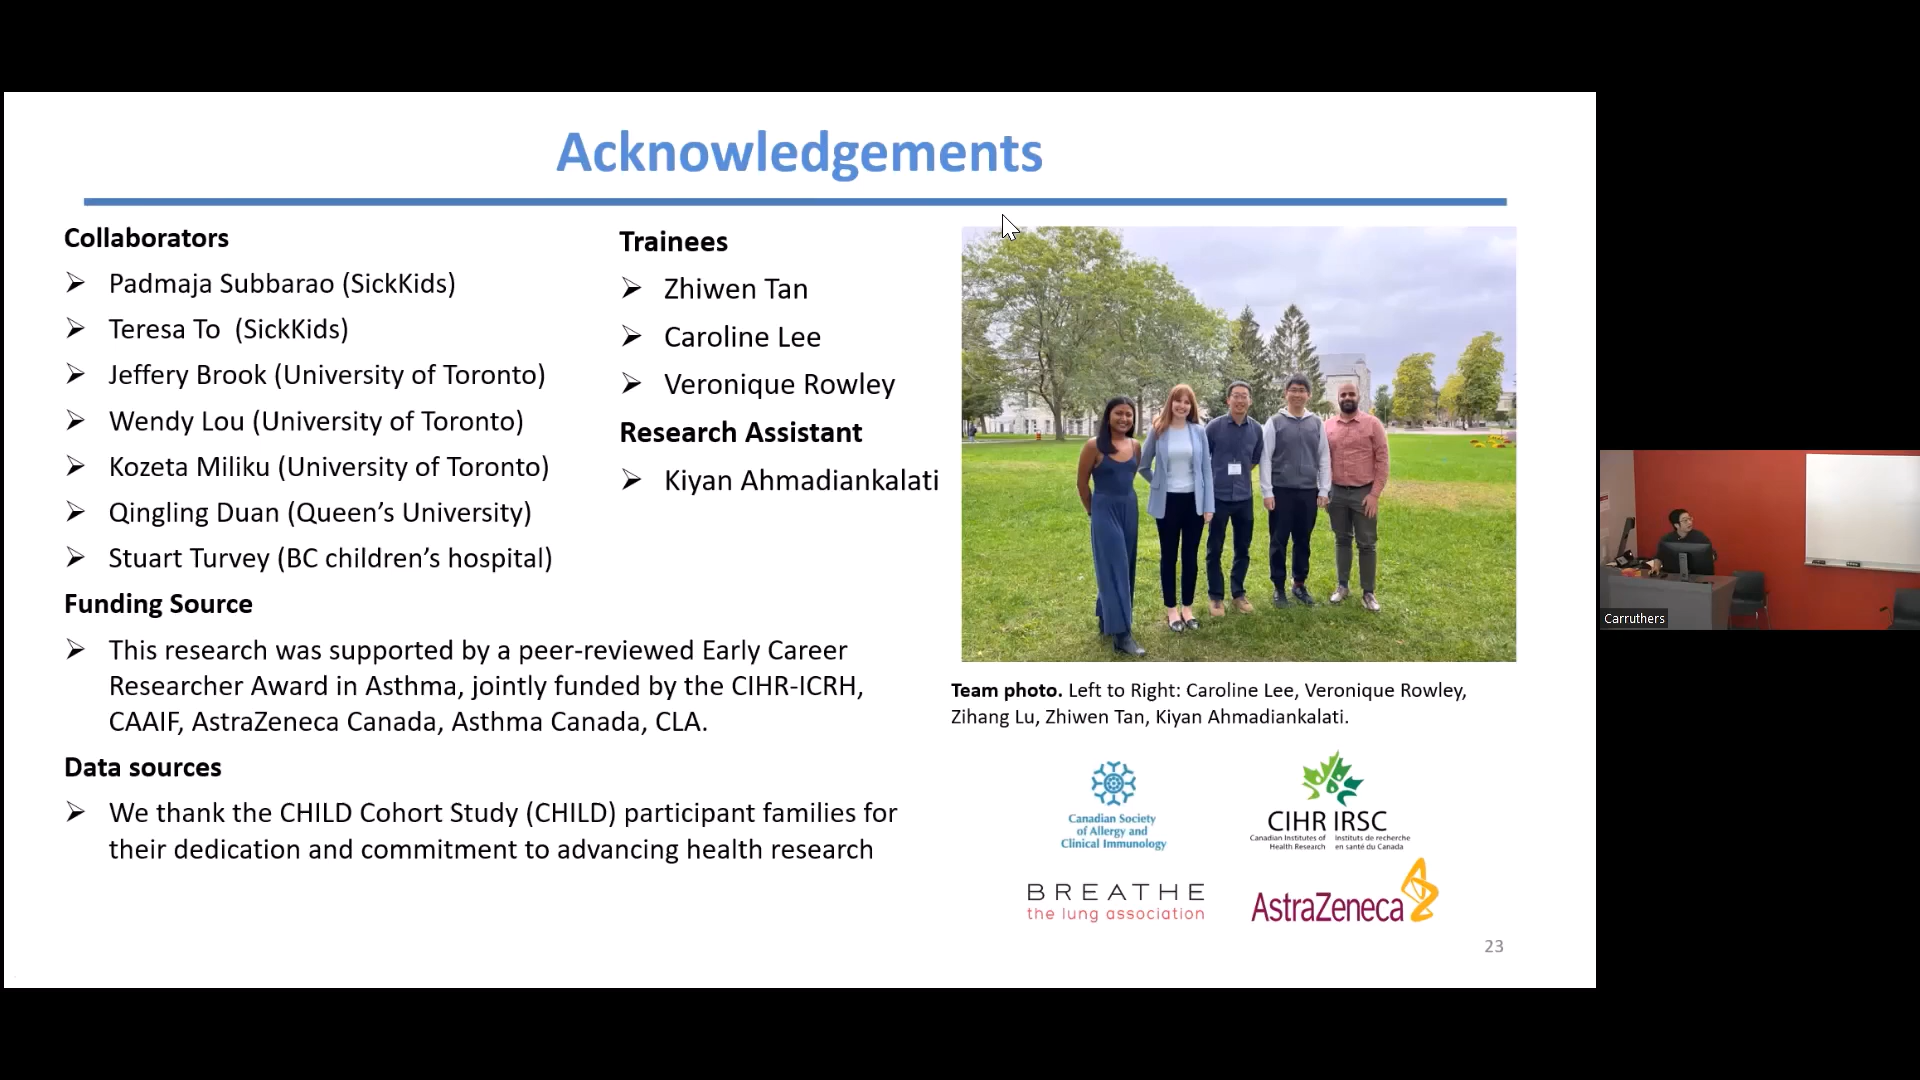 Acknowledgements
Collaborators
➢ Padmaja Subbarao (SickKids)
➢ Teresa To (SickKids)
➢ Jeffery Brook (University of Toronto)
➢ Wendy Lou (University of Toronto)
➢ Kozeta Miliku (University of Toronto)
➢ Qingling Duan (Queen’s University)
➢ Stuart Turvey (BC children’s hospital)
Funding Source
➢ This research was supported by a peer-reviewed Early Career
Researcher Award in Asthma, jointly funded by the CIHR-ICRH,
CAAIF, AstraZeneca Canada, Asthma Canada, CLA.
Data sources
➢ We thank the CHILD Cohort Study (CHILD) participant families for
their dedication and commitment to advancing health research
Trainees
➢ Zhiwen Tan
➢ Caroline Lee
➢ Veronique Rowley
Research Assistant
➢ Kiyan Ahmadiankalati
Team photo. Left to Right: Caroline Lee, Veronique Rowley,
Zihang Lu, Zhiwen Tan, Kiyan Ahmadiankalati.
Canadian Society
of Allergy and
Clinical Immunology
CIHR IRSC
Canadian Institutes of Health Research
Instituts de recherche en santé du Canada
BREATHE
the lung association
AstraZeneca
23
Carruthers